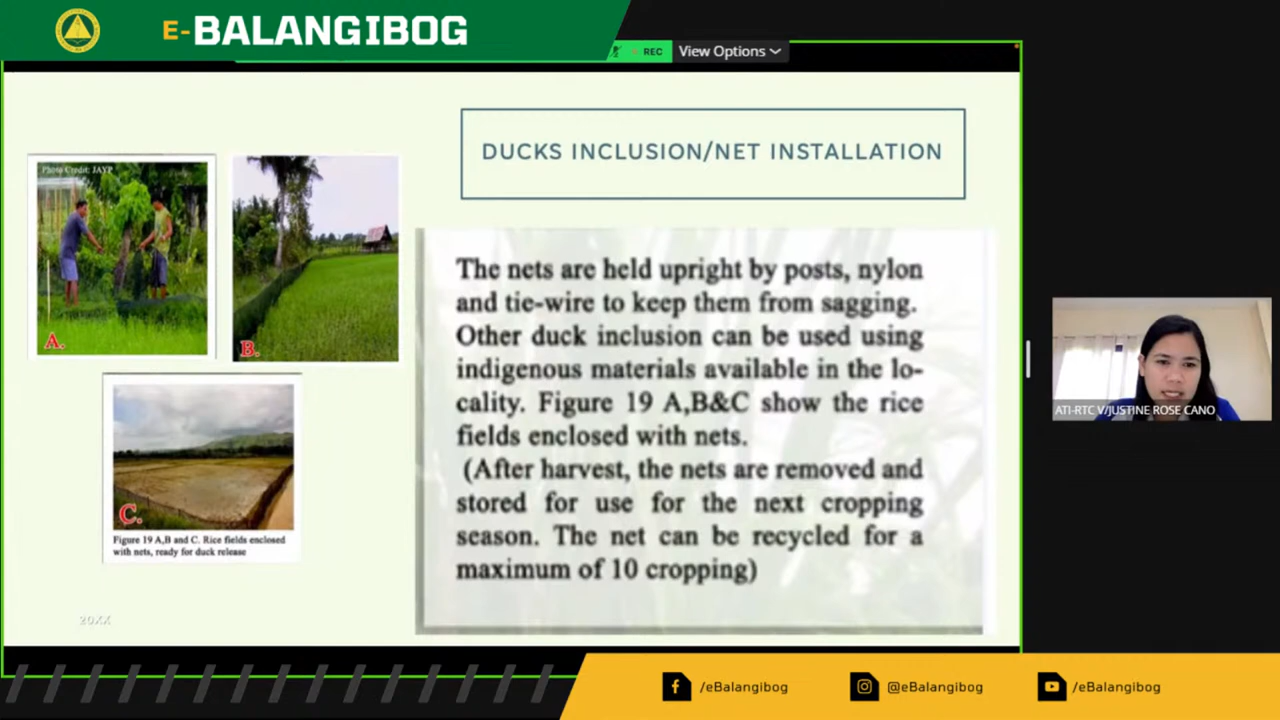 E-BALANGIBOG
REC
View Options
DUCKS INCLUSION/NET INSTALLATION
Photo Credit: JAYP
A.
B.
C.
Figure 19 A,B and C. Rice fields enclosed
with nets, ready for duck release
The nets are held upright by posts, nylon
and tie-wire to keep them from sagging.
Other duck inclusion can be used using
indigenous materials available in the lo-
cality. Figure 19 A,B&C show the rice
fields enclosed with nets.
(After harvest, the nets are removed and
stored for use for the next cropping
season. The net can be recycled for a
maximum of 10 cropping)
20XX
ATI-RTC V/JUSTINE ROSE CANO
/eBalangibog
@eBalangibog
/eBalangibog